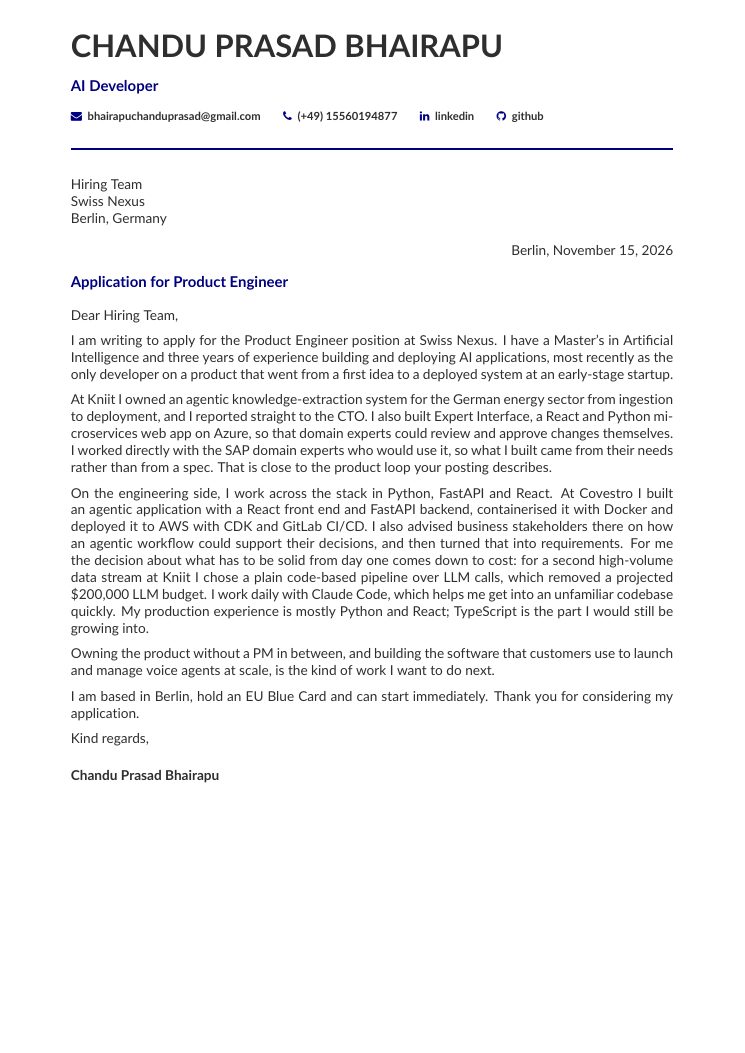 CHANDU PRASAD BHAIRAPU
AI Developer
bhairapuchanduprasad@gmail.com (+49) 15560194877 linkedin github
Hiring Team
Swiss Nexus
Berlin, Germany
Berlin, November 15, 2026
Application for Product Engineer
Dear Hiring Team,
I am writing to apply for the Product Engineer position at Swiss Nexus. I have a Master's in Artificial
Intelligence and three years of experience building and deploying AI applications, most recently as the
only developer on a product that went from a first idea to a deployed system at an early-stage startup.
At Kniit I owned an agentic knowledge-extraction system for the German energy sector from ingestion
to deployment, and I reported straight to the CTO. I also built Expert Interface, a React and Python mi-
croservices web app on Azure, so that domain experts could review and approve changes themselves.
I worked directly with the SAP domain experts who would use it, so what I built came from their needs
rather than from a spec. That is close to the product loop your posting describes.
On the engineering side, I work across the stack in Python, FastAPI and React. At Covestro I built
an agentic application with a React front end and FastAPI backend, containerised it with Docker and
deployed it to AWS with CDK and GitLab CI/CD. I also advised business stakeholders there on how
an agentic workflow could support their decisions, and then turned that into requirements. For me
the decision about what has to be solid from day one comes down to cost: for a second high-volume
data stream at Kniit I chose a plain code-based pipeline over LLM calls, which removed a projected
$200,000 LLM budget. I work daily with Claude Code, which helps me get into an unfamiliar codebase
quickly. My production experience is mostly Python and React; TypeScript is the part I would still be
growing into.
Owning the product without a PM in between, and building the software that customers use to launch
and manage voice agents at scale, is the kind of work I want to do next.
I am based in Berlin, hold an EU Blue Card and can start immediately. Thank you for considering my
application.
Kind regards,
Chandu Prasad Bhairapu